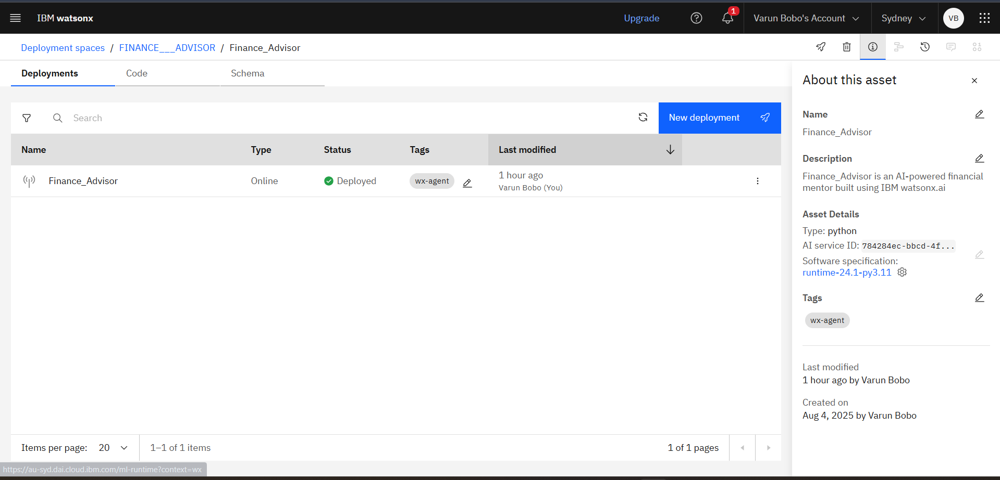 IBM watsonx
Upgrade
1
Varun Bobo's Account
Sydney
VB
Deployment spaces / FINANCE___ADVISOR / Finance_Advisor
Deployments
Code
Schema
Search
New deployment
Name
Type
Status
Tags
Last modified
Finance_Advisor
Online
Deployed
wx-agent
1 hour ago
Varun Bobo (You)
Items per page: 20
1–1 of 1 items
1 of 1 pages
https://au-syd.dai.cloud.ibm.com/ml-runtime?context=wx
About this asset
Name
Finance_Advisor
Description
Finance_Advisor is an AI-powered financial
mentor built using IBM watsonx.ai
Asset Details
Type: python
AI service ID: 784284ec-bbcd-4f...
Software specification:
runtime-24.1-py3.11
Tags
wx-agent
Last modified
1 hour ago by Varun Bobo
Created on
Aug 4, 2025 by Varun Bobo